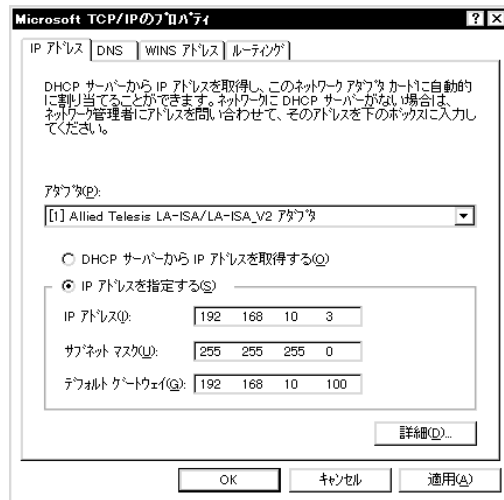 Microsoft TCP/IPのプロパティ
IP アドレス DNS WINS アドレス ルーティング
DHCP サーバーから IP アドレスを取得し、このネットワーク アダプタ カードに自動的
に割り当てることができます。ネットワークに DHCP サーバーがない場合は、
ネットワーク管理者にアドレスを問い合わせて、そのアドレスを下のボックスに入力し
てください。
アダプタ(P):
[1] Allied Telesis LA-ISA/LA-ISA_V2 アダプタ
DHCP サーバーから IP アドレスを取得する(O)
IP アドレスを指定する(S)
IP アドレス(I): 192 168 10 3
サブネット マスク(U): 255 255 255 0
デフォルト ゲートウェイ(G): 192 168 10 100
詳細(D)...
OK キャンセル 適用(A)